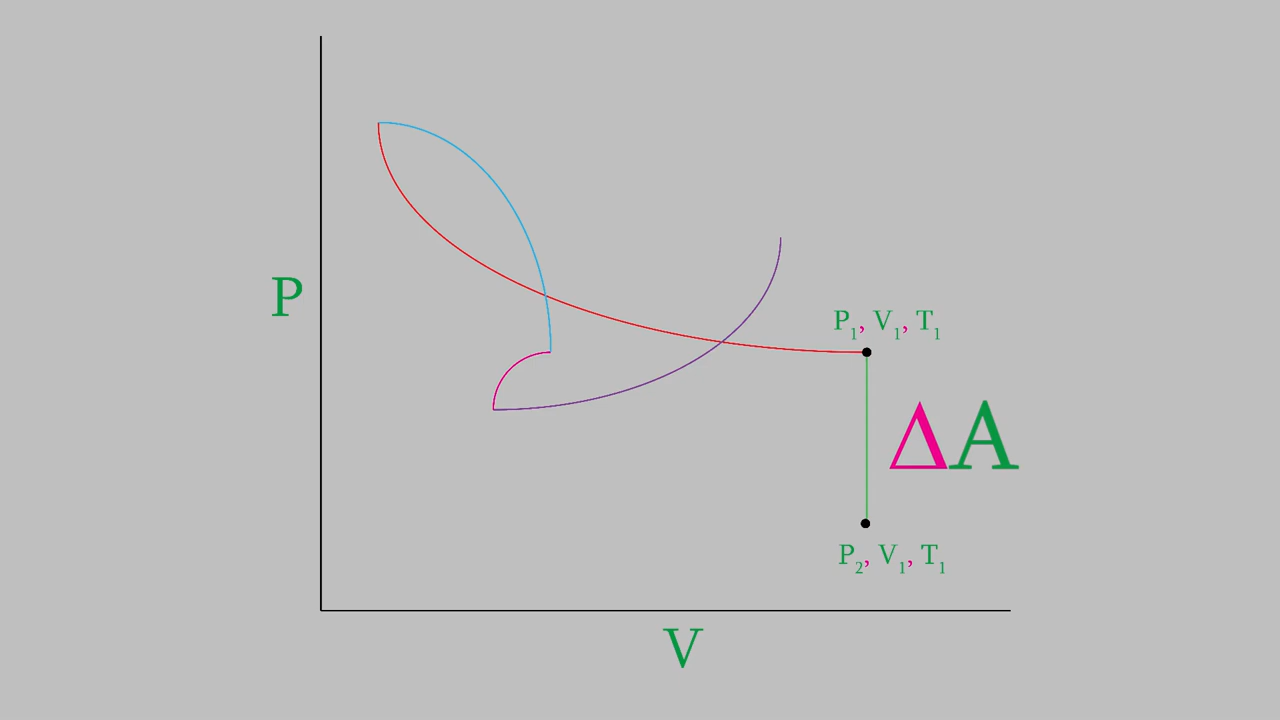 P
P₁, V₁, T₁
ΔA
P₂, V₁, T₁
V